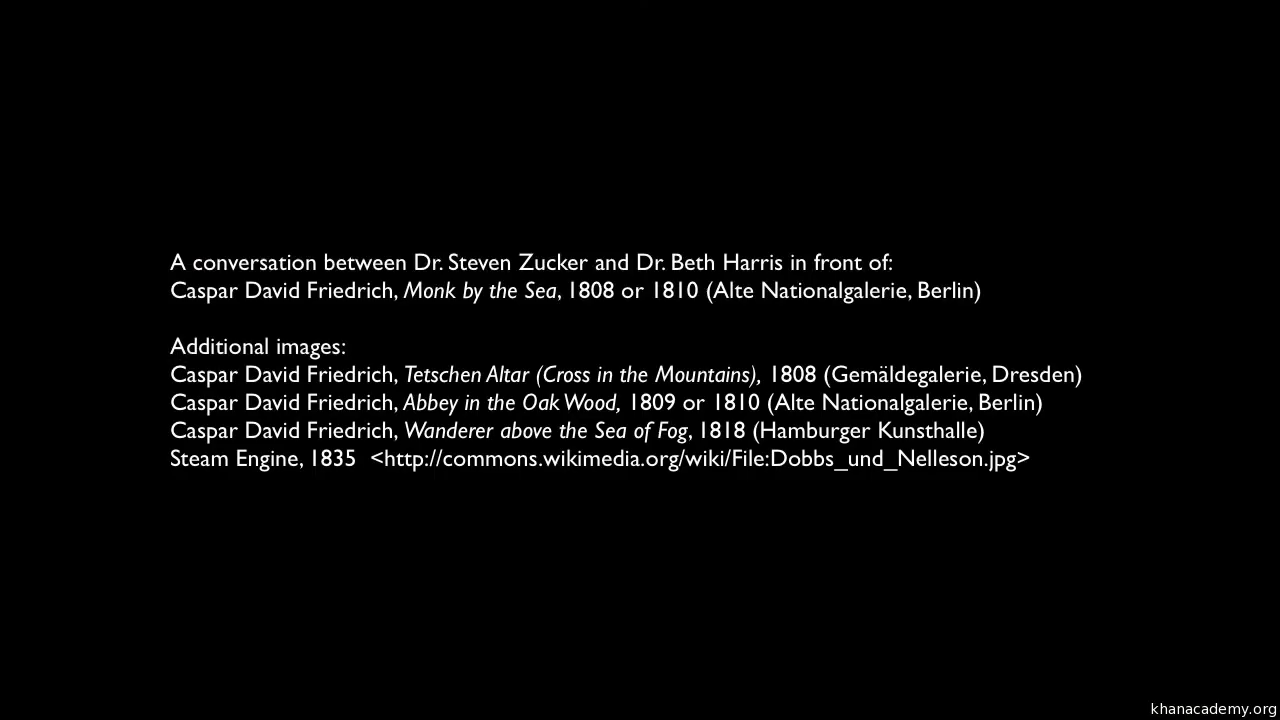 A conversation between Dr. Steven Zucker and Dr. Beth Harris in front of:
Caspar David Friedrich, Monk by the Sea, 1808 or 1810 (Alte Nationalgalerie, Berlin)
Additional images:
Caspar David Friedrich, Tetschen Altar (Cross in the Mountains), 1808 (Gemäldegalerie, Dresden)
Caspar David Friedrich, Abbey in the Oak Wood, 1809 or 1810 (Alte Nationalgalerie, Berlin)
Caspar David Friedrich, Wanderer above the Sea of Fog, 1818 (Hamburger Kunsthalle)
Steam Engine, 1835 <http://commons.wikimedia.org/wiki/File:Dobbs_und_Nelleson.jpg>
khanacademy.org